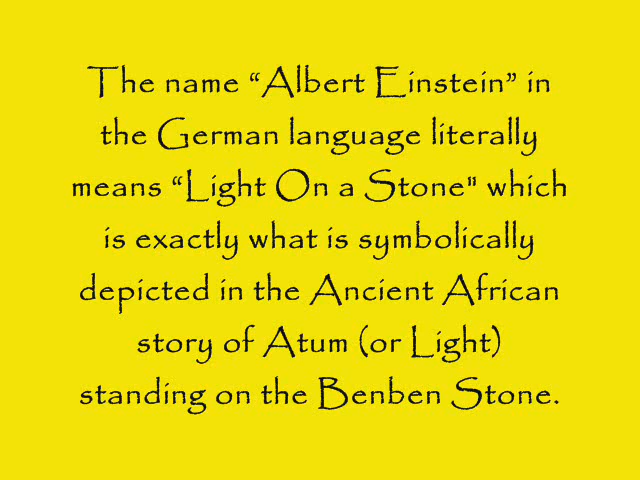 The name “Albert Einstein” in
the German language literally
means “Light On a Stone" which
is exactly what is symbolically
depicted in the Ancient African
story of Atum (or Light)
standing on the Benben Stone.